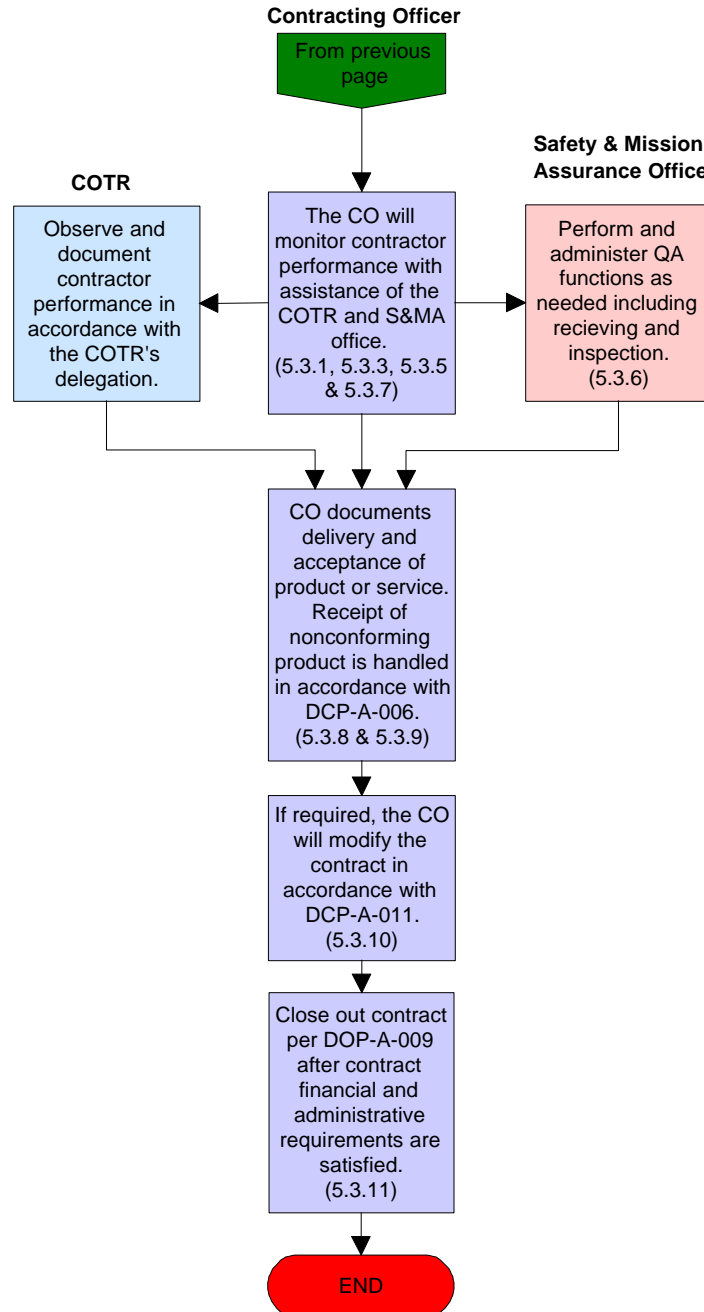 Contracting Officer
From previous
page
COTR
Observe and
document
contractor
performance in
accordance with
the COTR's
delegation.
The CO will
monitor contractor
performance with
assistance of the
COTR and S&MA
office.
(5.3.1, 5.3.3, 5.3.5
& 5.3.7)
Safety & Mission
Assurance Office
Perform and
administer QA
functions as
needed including
recieving and
inspection.
(5.3.6)
CO documents
delivery and
acceptance of
product or service.
Receipt of
nonconforming
product is handled
in accordance with
DCP-A-006.
(5.3.8 & 5.3.9)
If required, the CO
will modify the
contract in
accordance with
DCP-A-011.
(5.3.10)
Close out contract
per DOP-A-009
after contract
financial and
administrative
requirements are
satisfied.
(5.3.11)
END